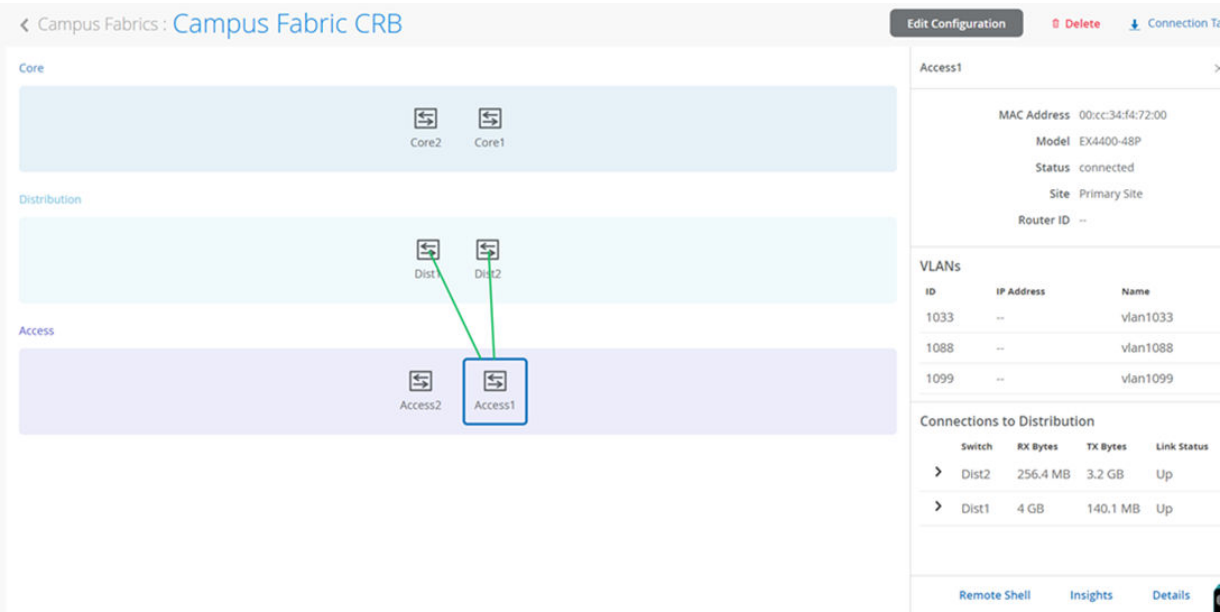 Campus Fabrics : Campus Fabric CRB
Edit Configuration
Delete
Connection Ta
Core
Core2 Core1
Distribution
Dist1 Dist2
Access
Access2 Access1
Access1
MAC Address 00:cc:34:f4:72:00
Model EX4400-48P
Status connected
Site Primary Site
Router ID --
VLANs
ID IP Address Name
1033 -- vlan1033
1088 -- vlan1088
1099 -- vlan1099
Connections to Distribution
Switch RX Bytes TX Bytes Link Status
Dist2 256.4 MB 3.2 GB Up
Dist1 4 GB 140.1 MB Up
Remote Shell Insights Details